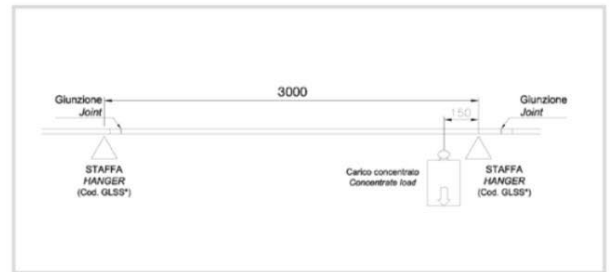 3000
Giunzione
Joint
150
Giunzione
Joint
STAFFA
HANGER
(Cod. GLSS*)
Carico concentrato
Concentrate load
STAFFA
HANGER
(Cod. GLSS*)